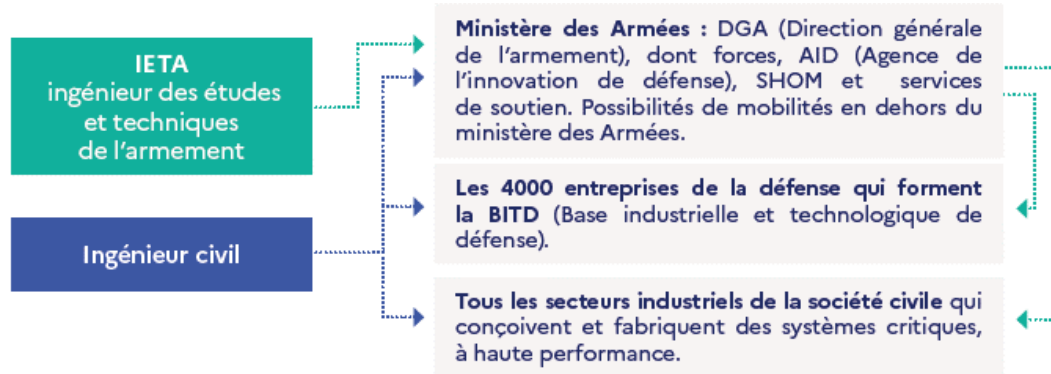 IETA
ingénieur des études
et techniques
de l'armement
Ministère des Armées : DGA (Direction générale
de l'armement), dont forces, AID (Agence de
l'innovation de défense), SHOM et services
de soutien. Possibilités de mobilités en dehors du
ministère des Armées.
Ingénieur civil
Les 4000 entreprises de la défense qui forment
la BITD (Base industrielle et technologique de
défense).
Tous les secteurs industriels de la société civile qui
conçoivent et fabriquent des systèmes critiques,
à haute performance.